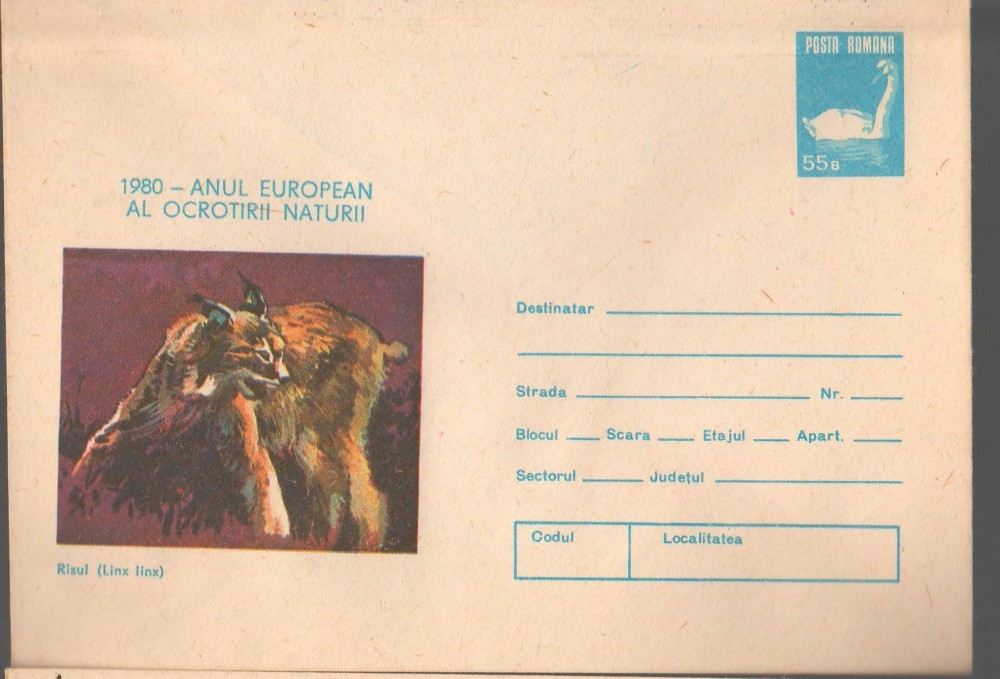 POSTA ROMANA
55 B
1980 – ANUL EUROPEAN
AL OCROTIRII NATURII
Destinatar
Strada Nr.
Blocul Scara Etajul Apart.
Sectorul Județul
Codul Localitatea
Risul (Linx linx)